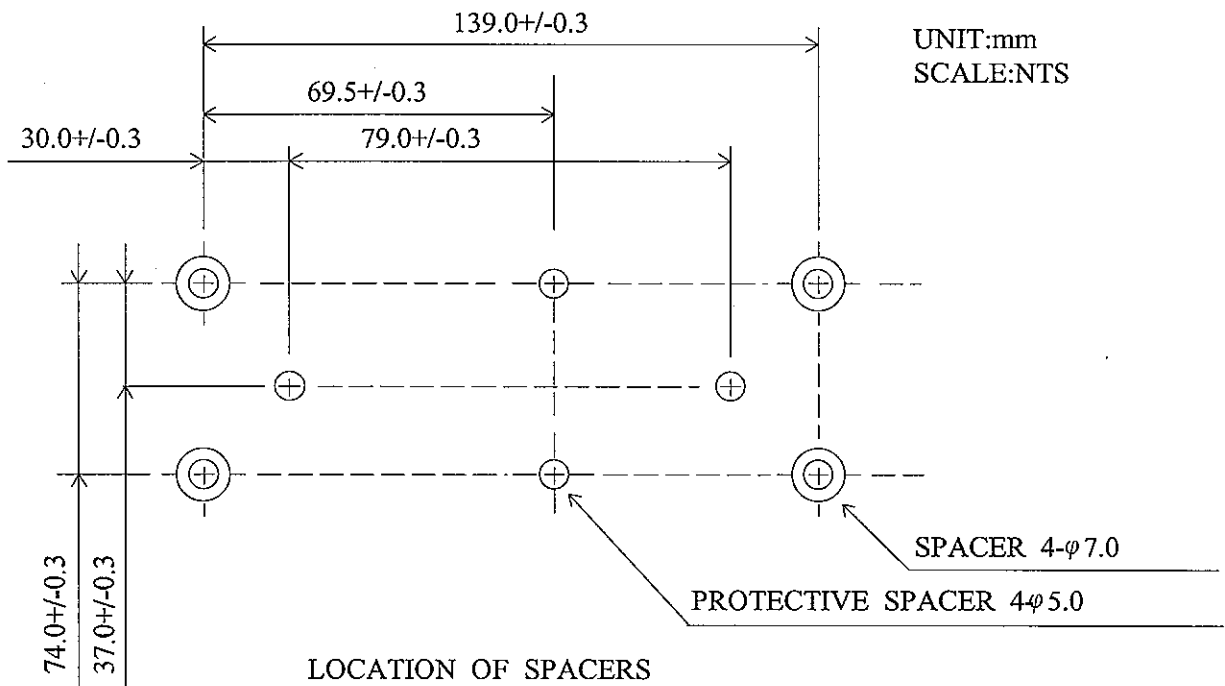 139.0+/-0.3
UNIT:mm
SCALE:NTS
69.5+/-0.3
30.0+/-0.3
79.0+/-0.3
74.0+/-0.3
37.0+/-0.3
SPACER 4-φ7.0
PROTECTIVE SPACER 4-φ5.0
LOCATION OF SPACERS